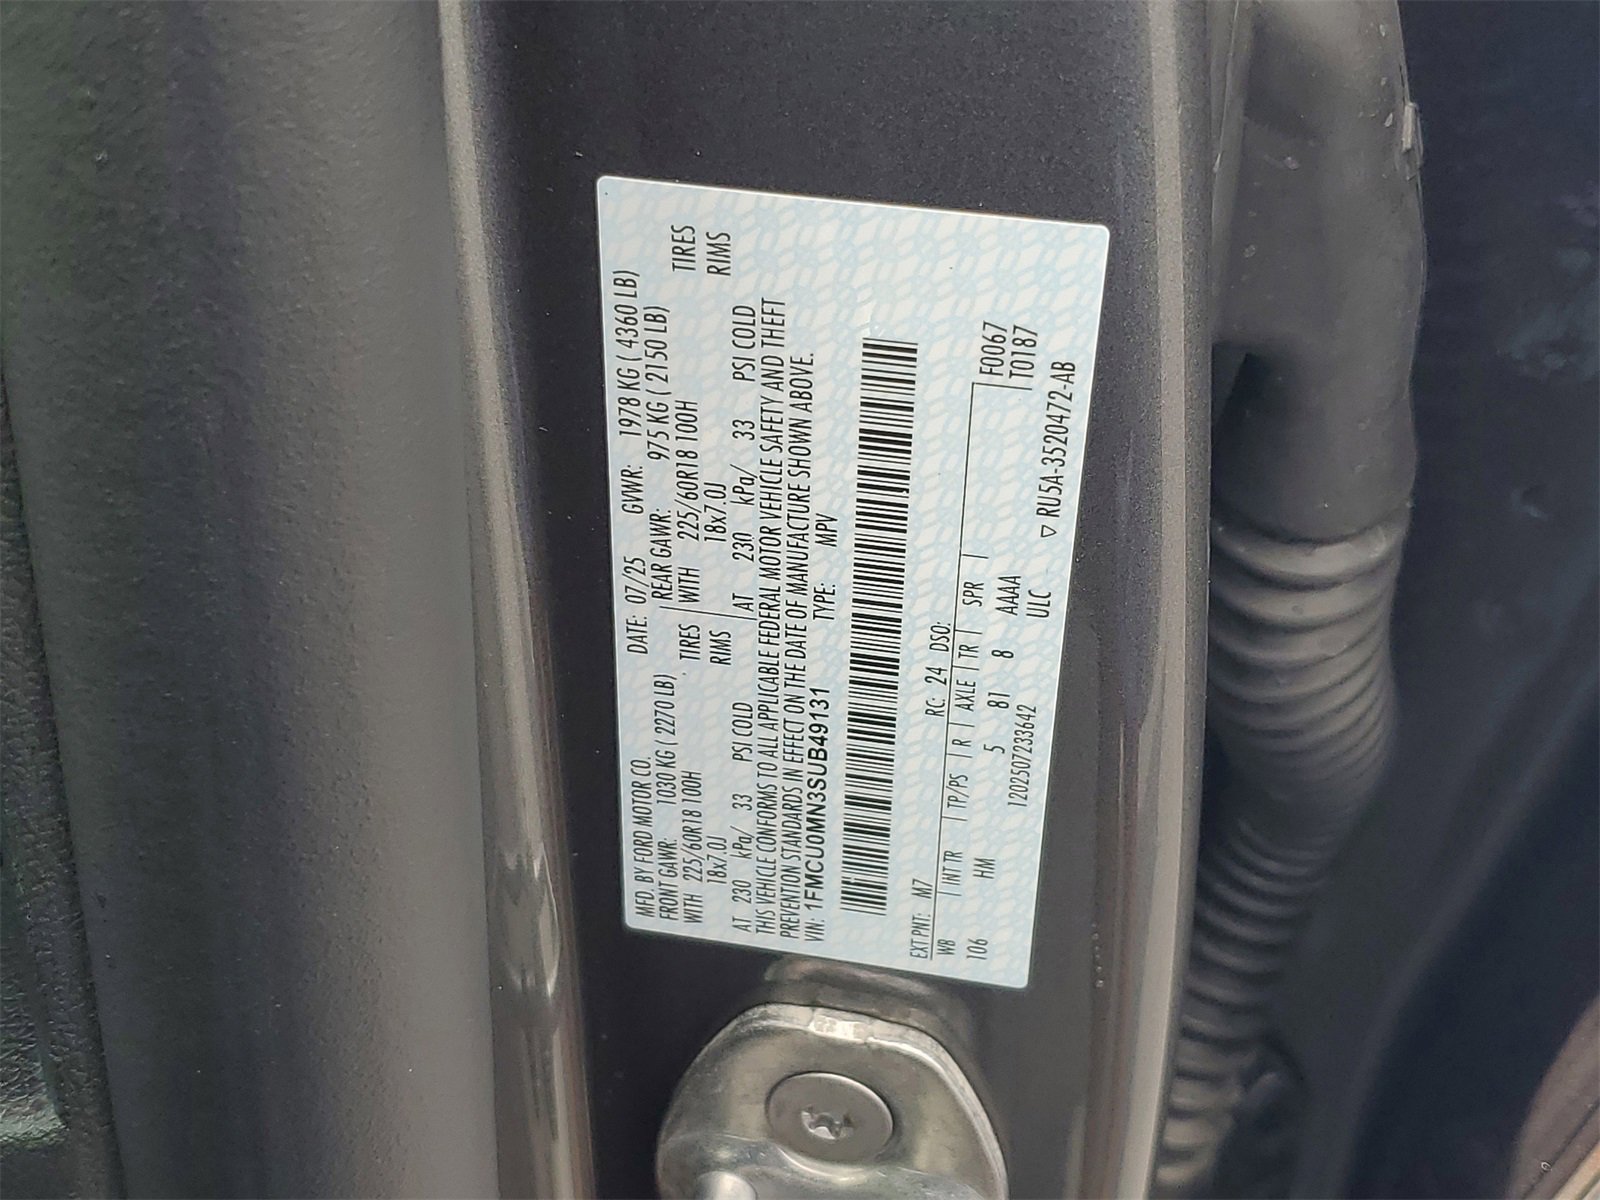 MFD. BY FORD MOTOR CO.
DATE: 07/25 GVWR: 1978 KG ( 4360 LB)
FRONT GAWR: 1030 KG ( 2270 LB)
REAR GAWR: 975 KG ( 2150 LB)
WITH 225/60R18 100H TIRES
WITH 225/60R18 100H TIRES
18x7.0J RIMS
18x7.0J RIMS
AT 230 kPa/ 33 PSI COLD
AT 230 kPa/ 33 PSI COLD
THIS VEHICLE CONFORMS TO ALL APPLICABLE FEDERAL MOTOR VEHICLE SAFETY AND THEFT
PREVENTION STANDARDS IN EFFECT ON THE DATE OF MANUFACTURE SHOWN ABOVE.
VIN: 1FMCU0MN3SUB49131 TYPE: MPV
EXT PNT: M7 RC: 24 DSO:
WB INTR TP/PS R AXLE TR SPR F0067
106 HM 5 81 8 AAAA T0187
1202507233642 ULC
▽ RU5A-3520472-AB